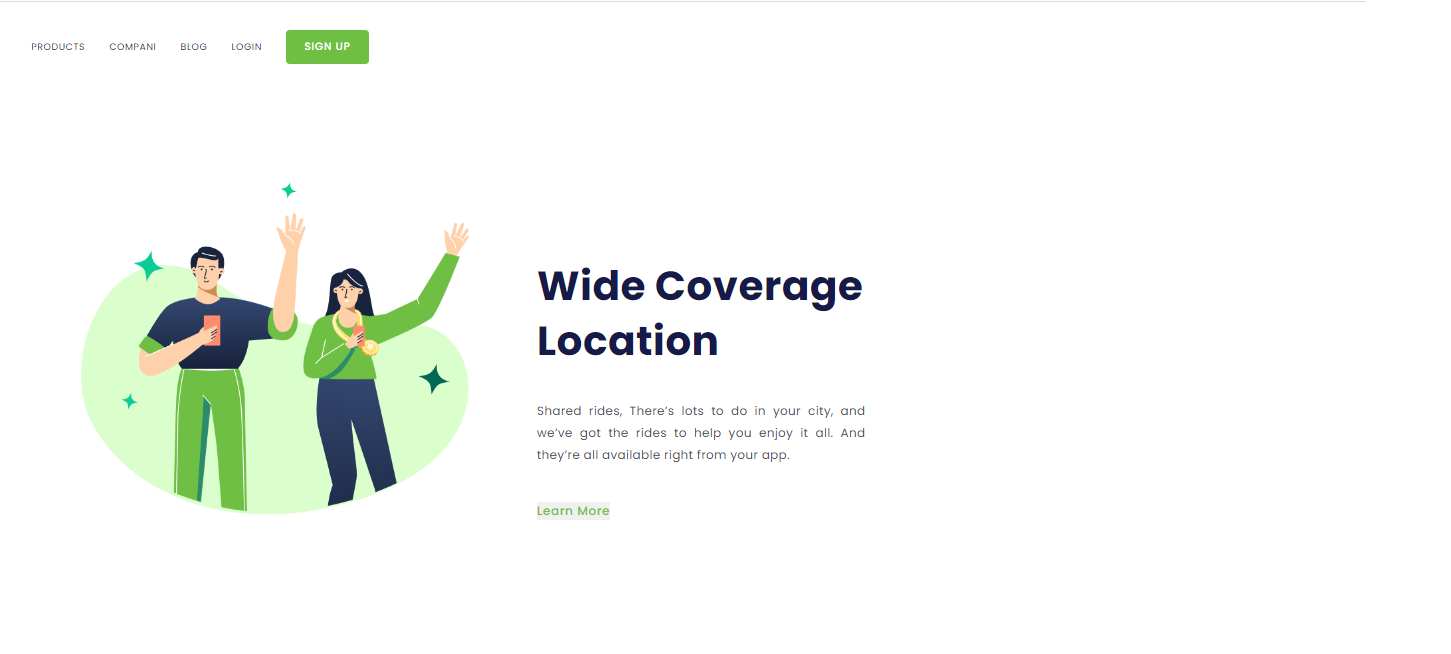 PRODUCTS COMPANI BLOG LOGIN SIGN UP
Wide Coverage
Location
Shared rides, There’s lots to do in your city, and
we’ve got the rides to help you enjoy it all. And
they’re all available right from your app.
Learn More